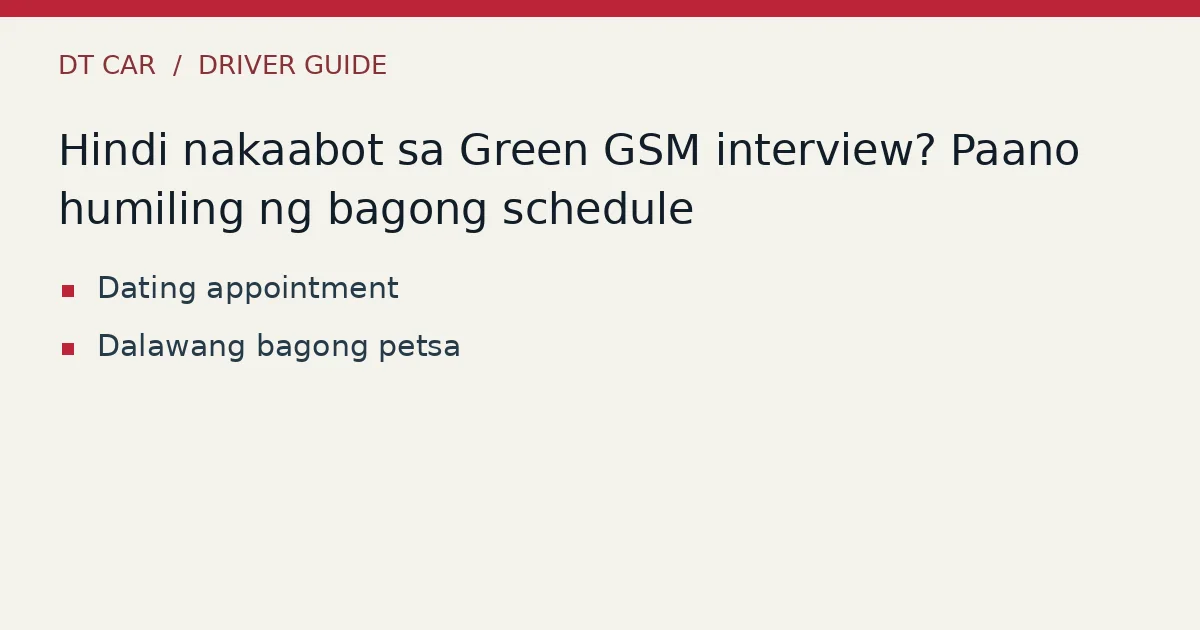 DT CAR / DRIVER GUIDE
Hindi nakaabot sa Green GSM interview? Paano
humiling ng bagong schedule
Dating appointment
Dalawang bagong petsa